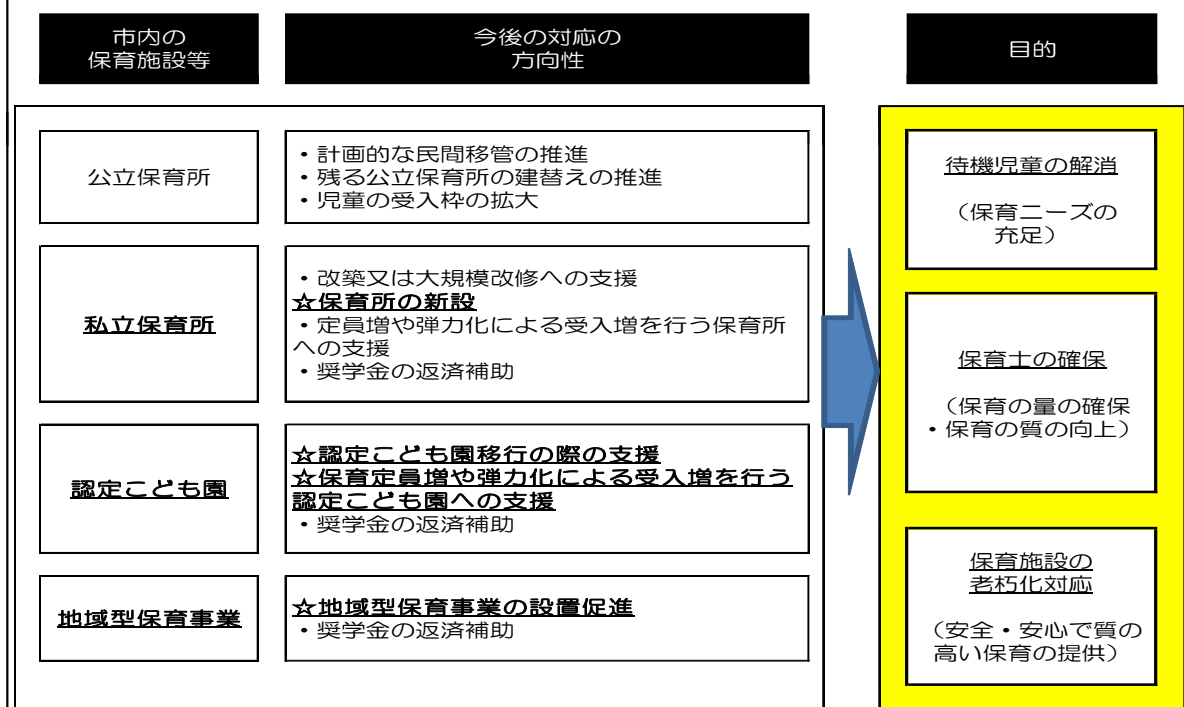 市内の
保育施設等
今後の対応の
方向性
目的
公立保育所
・計画的な民間移管の推進
・残る公立保育所の建替えの推進
・児童の受入枠の拡大
私立保育所
・改築又は大規模改修への支援
☆保育所の新設
・定員増や弾力化による受入増を行う保育所
への支援
・奨学金の返済補助
認定こども園
☆認定こども園移行の際の支援
☆保育定員増や弾力化による受入増を行う
認定こども園への支援
・奨学金の返済補助
地域型保育事業
☆地域型保育事業の設置促進
・奨学金の返済補助
待機児童の解消
（保育ニーズの
充足）
保育士の確保
（保育の量の確保
・保育の質の向上）
保育施設の
老朽化対応
（安全・安心で質の
高い保育の提供）